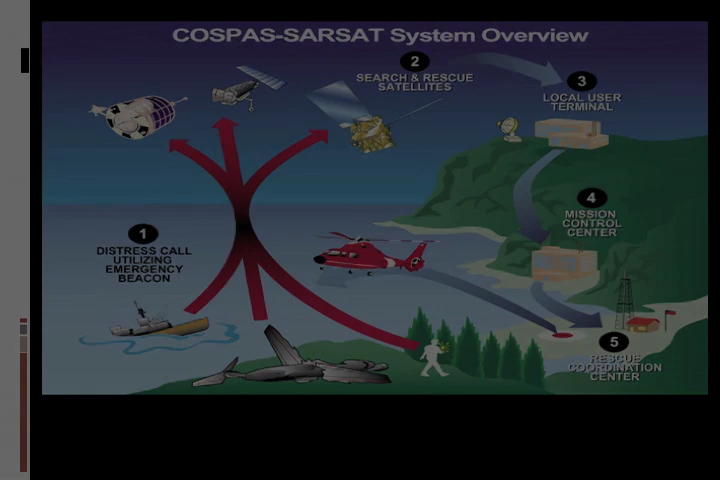 COSPAS-SARSAT System Overview
2
SEARCH & RESCUE
SATELLITES
3
LOCAL USER
TERMINAL
4
MISSION
CONTROL
CENTER
1
DISTRESS CALL
UTILIZING
EMERGENCY
BEACON
5
RESCUE
COORDINATION
CENTER